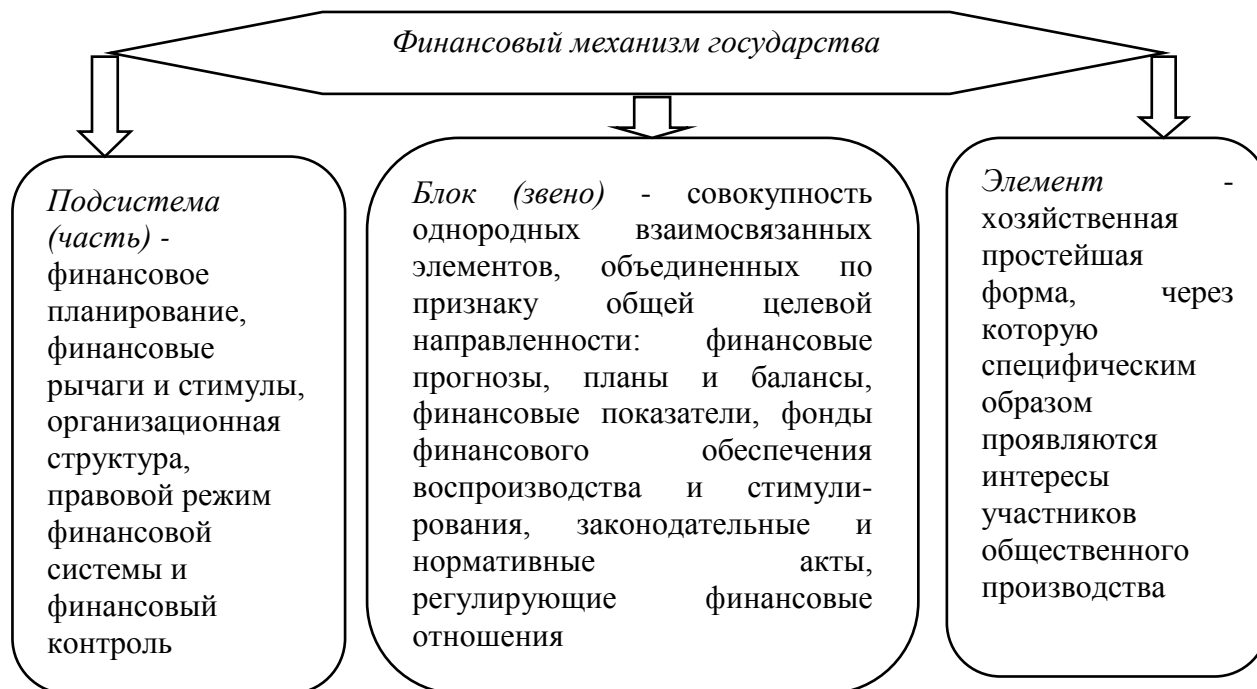 Финансовый механизм государства
Подсистема
(часть) -
финансовое
планирование,
финансовые
рычаги и стимулы,
организационная
структура,
правовой режим
финансовой
системы и
финансовый
контроль
Блок (звено) - совокупность
однородных взаимосвязанных
элементов, объединенных по
признаку общей целевой
направленности: финансовые
прогнозы, планы и балансы,
финансовые показатели, фонды
финансового обеспечения
воспроизводства и стимули-
рования, законодательные и
нормативные акты,
регулирующие финансовые
отношения
Элемент -
хозяйственная
простейшая
форма, через
которую
специфическим
образом
проявляются
интересы
участников
общественного
производства